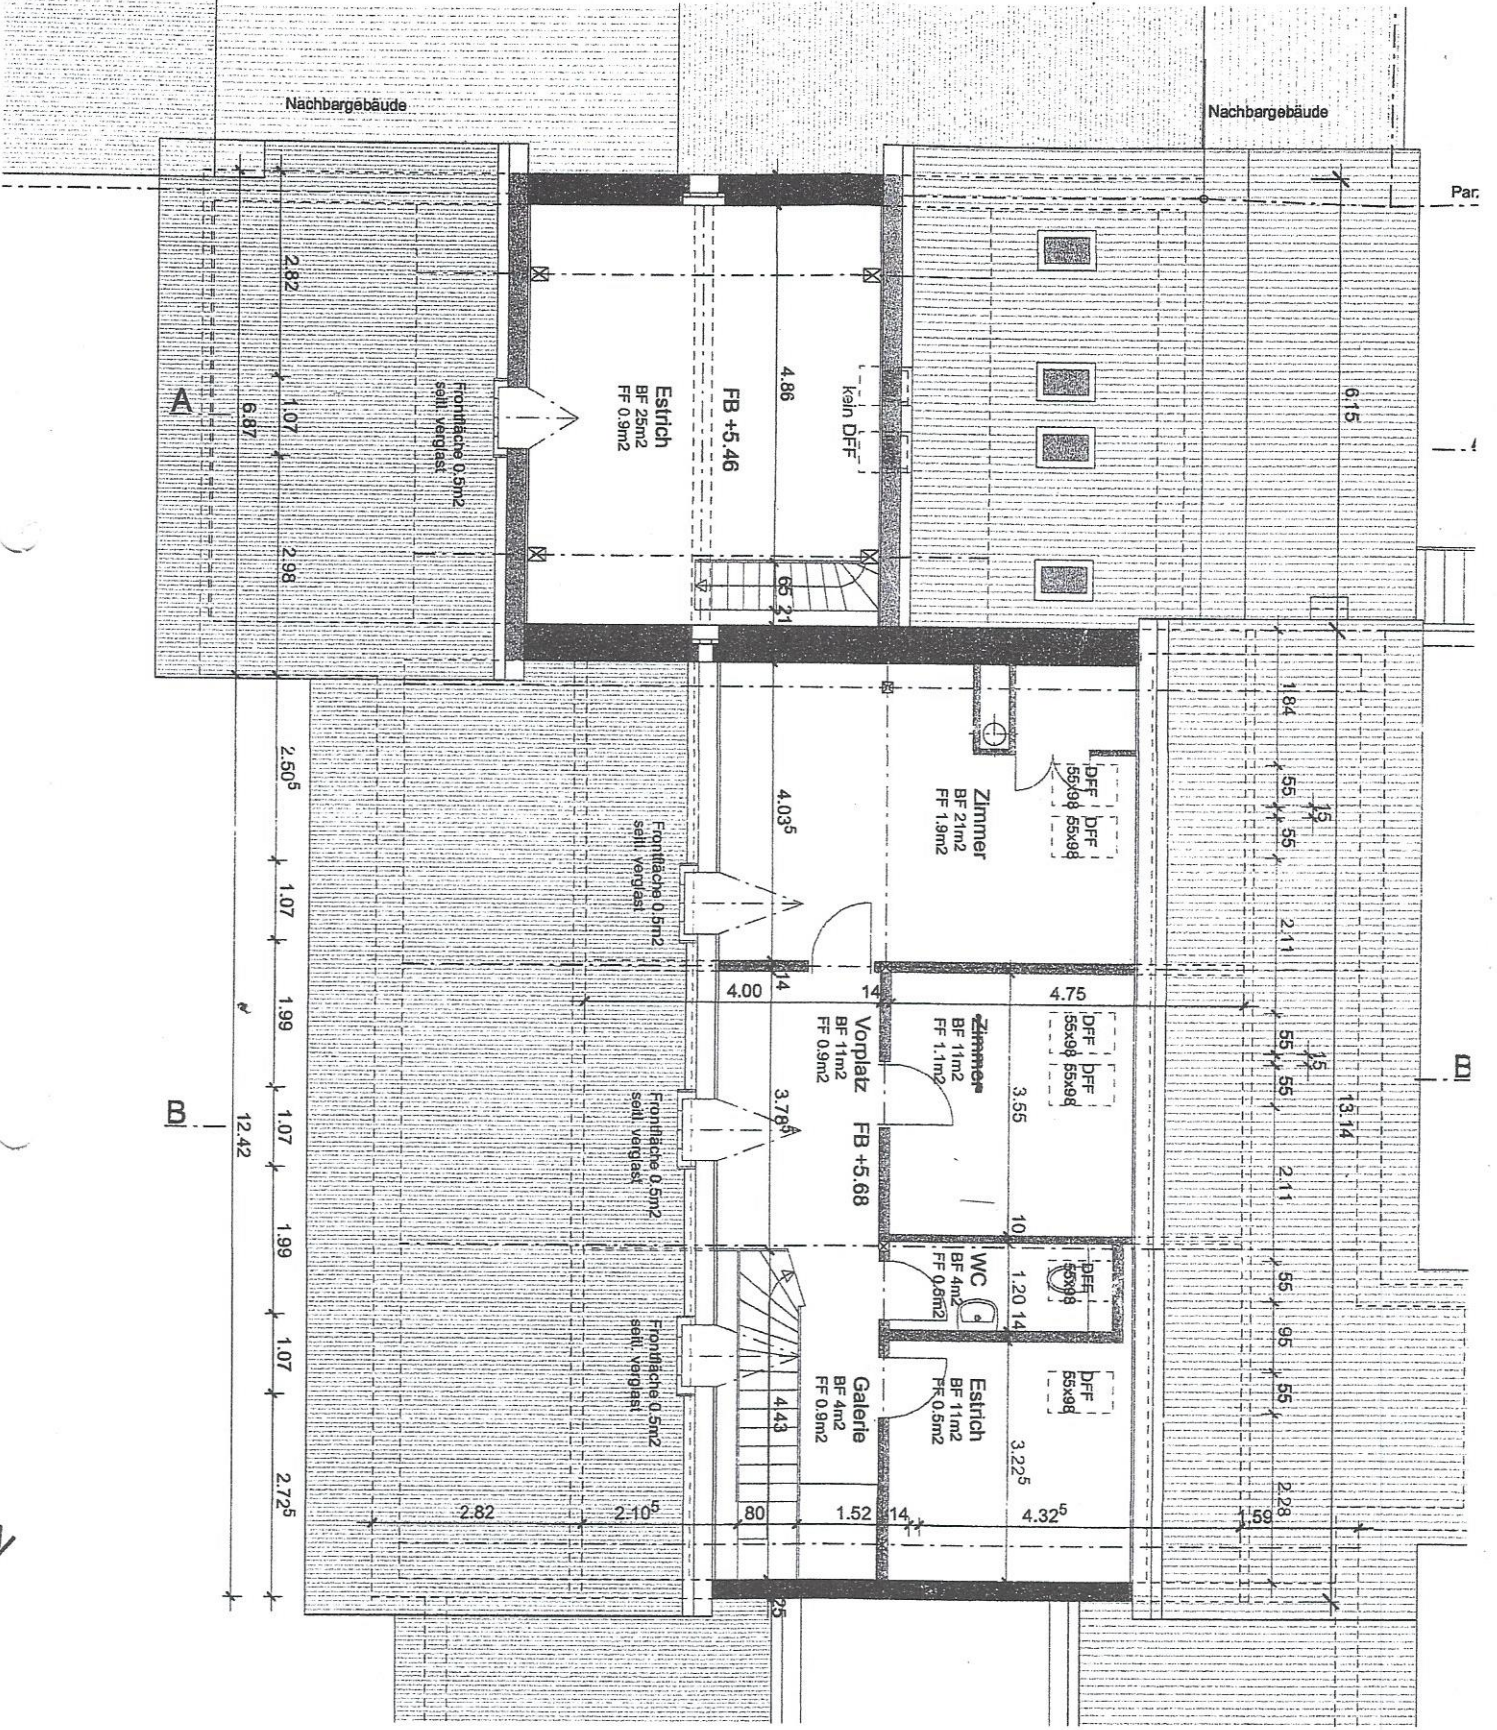 Nachbargebäude
Nachbargebäude
Par.
A
6.87
2.82
1.07
2.98
Frontfläche 0.5m2
seitl. verglast
Estrich
BF 25m2
FF 0.9m2
FB +5.46
4.86
kein DFF
65
21
6.15
Zimmer
BF 21m2
FF 1.9m2
DFF
55x98
DFF
55x98
4.03⁵
Frontfläche 0.5m2
seitl. verglast
1.84
55
15
55
2.11
55
15
55
2.11
55
95
55
2.28
13.14
B
B
12.42
2.50⁵
1.07
1.99
1.07
1.99
1.07
2.72⁵
4.00
14
14
4.75
Vorplatz
BF 11m2
FF 0.9m2
FB +5.68
3.78⁵
Zimmer
BF 11m2
FF 1.1m2
DFF
55x98
DFF
55x98
3.55
10
Frontfläche 0.5m2
seitl. verglast
WC
BF 4m2
FF 0.6m2
DFF
55x98
1.20
14
Frontfläche 0.5m2
seitl. verglast
Galerie
BF 4m2
FF 0.9m2
4.43
Estrich
BF 11m2
FF 0.5m2
DFF
55x98
3.22⁵
2.82
2.10⁵
80
1.52
14
4.32⁵
1.59
25